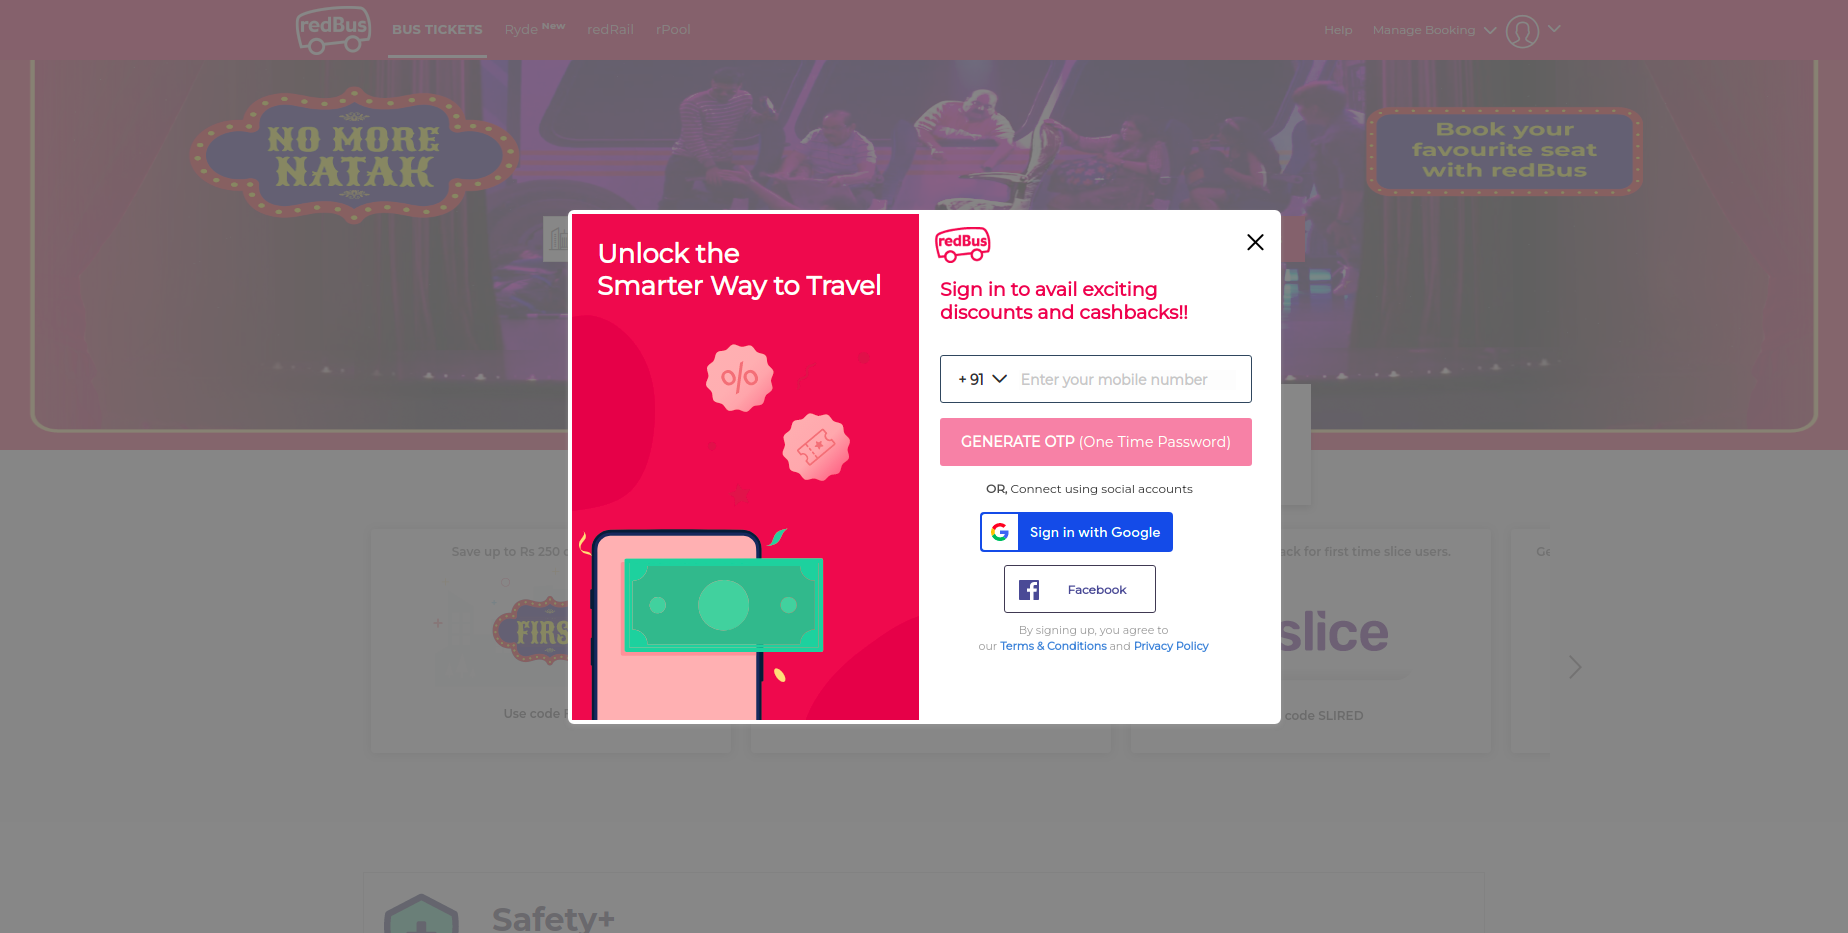 redBus
BUS TICKETS
Ryde New
redRail
rPool
Help
Manage Booking
NO MORE
NATAK
Book your
favourite seat
with redBus
Unlock the
Smarter Way to Travel
%
redBus
Sign in to avail exciting
discounts and cashbacks!!
+ 91
Enter your mobile number
GENERATE OTP (One Time Password)
OR, Connect using social accounts
Sign in with Google
Facebook
By signing up, you agree to
our Terms & Conditions and Privacy Policy
Save up to Rs 250
for first time slice users.
FIRS
slice
Use code
code SLIRED
Safety+